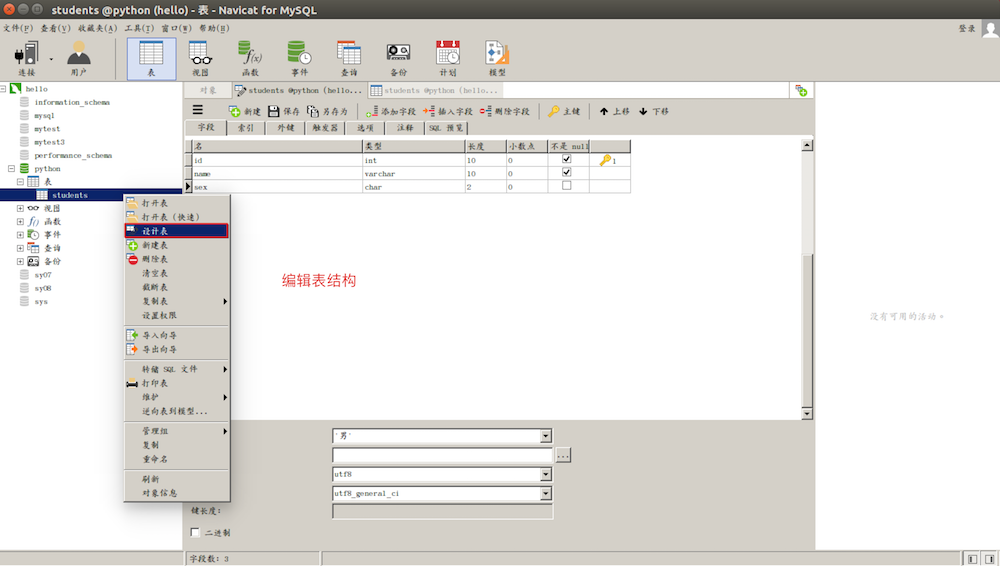 students @python (hello) - 表 - Navicat for MySQL
文件(F) 查看(V) 收藏夹(A) 工具(T) 窗口(W) 帮助(H) 登录
连接 用户 表 视图 函数 事件 查询 备份 计划 模型
hello
information_schema
mysql
mytest
mytest3
performance_schema
python
表
students
视图
f() 函数
事件
查询
备份
sy07
sy08
sys
对象 students @python (hello... students @python (hello...
新建 保存 另存为 添加字段 插入字段 删除字段 主键 上移 下移
字段 索引 外键 触发器 选项 注释 SQL 预览
名 类型 长度 小数点 不是 null
id int 10 0 1
name varchar 10 0
sex char 2 0
打开表
打开表 (快速)
设计表
新建表
删除表
清空表
截断表
复制表
设置权限
导入向导
导出向导
转储 SQL 文件
打印表
维护
逆向表到模型...
管理组
复制
重命名
刷新
对象信息
编辑表结构
没有可用的活动。
'男'
...
utf8
utf8_general_ci
键长度:
二进制
字段数: 3